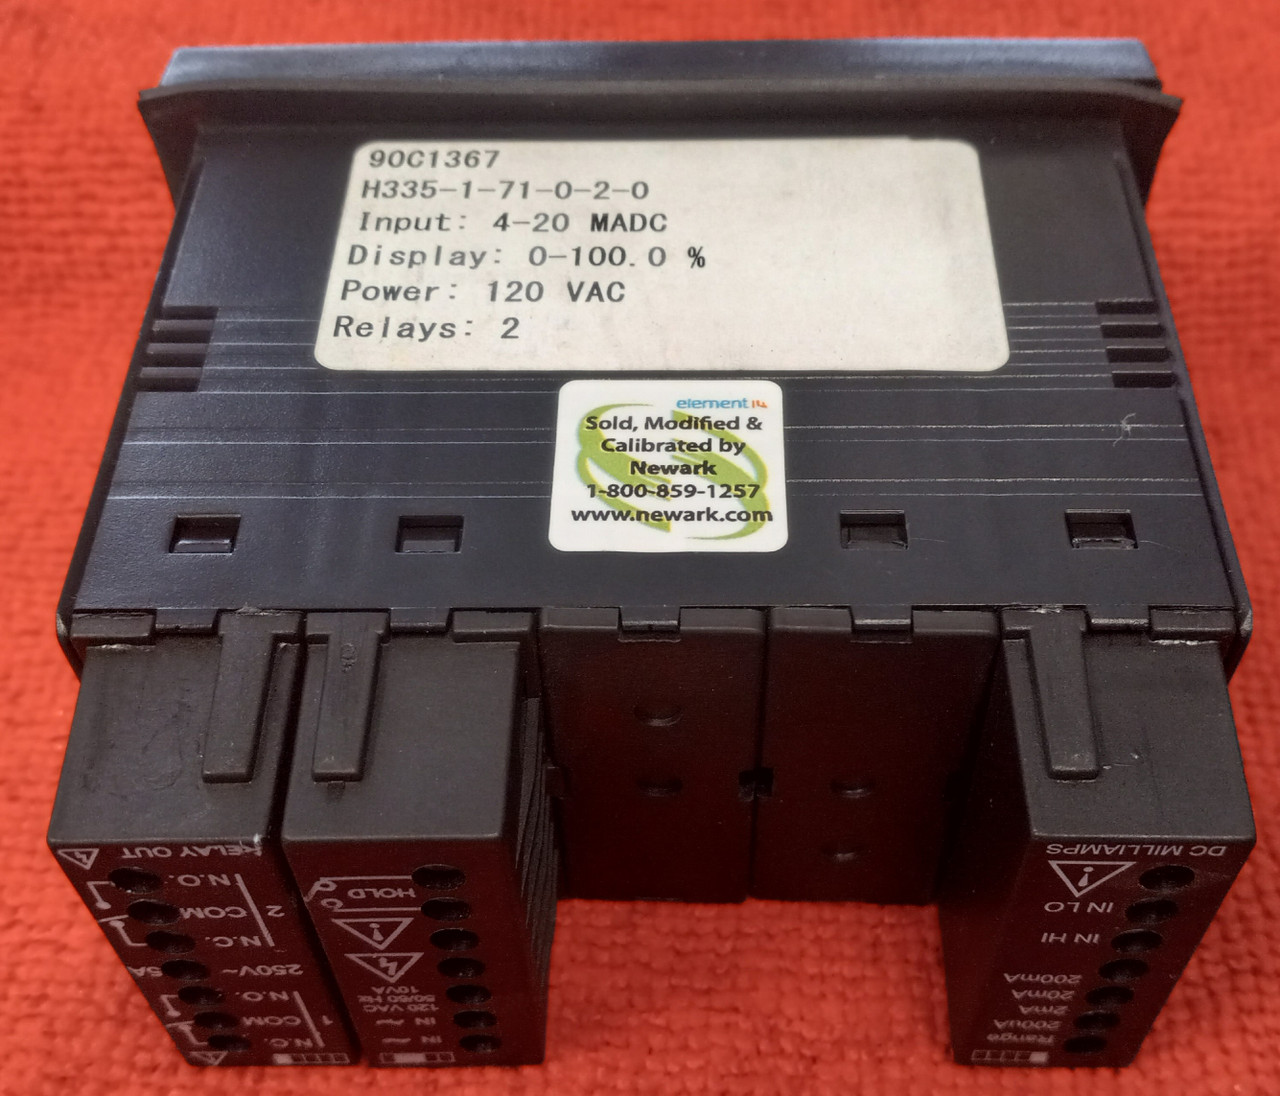 90C1367
H335-1-71-0-2-0
Input: 4-20 MADC
Display: 0-100.0 %
Power: 120 VAC
Relays: 2
element14
Sold, Modified &
Calibrated by
Newark
1-800-859-1257
www.newark.com
RELAY OUT
N.O.
COM 2
N.C.
250V~ 5A
N.O.
COM 1
N.C.
HOLD
10VA
50/60 Hz
120 VAC
IN ~
IN ~
DC MILLIAMPS
IN LO
IN HI
200mA
20mA
2mA
200uA
Range